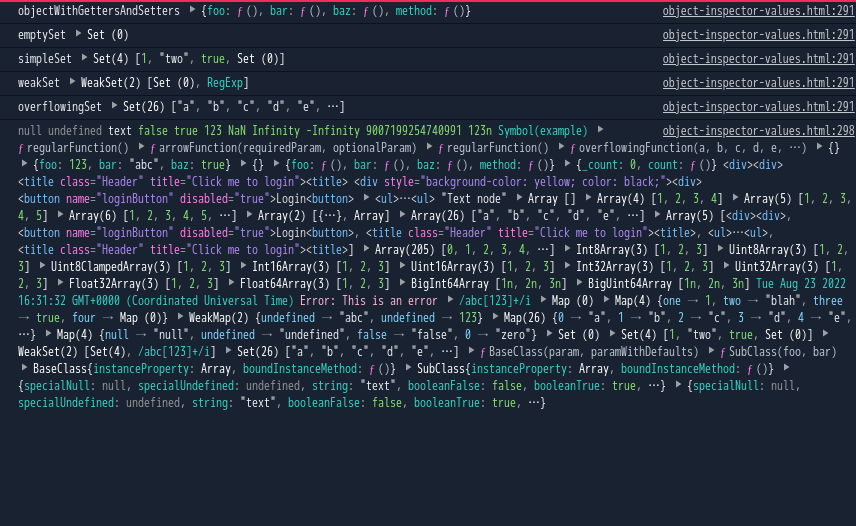 objectWithGettersAndSetters ▶ {foo: ƒ (), bar: ƒ (), baz: ƒ (), method: ƒ ()} object-inspector-values.html:291
emptySet ▶ Set (0) object-inspector-values.html:291
simpleSet ▶ Set(4) [1, "two", true, Set (0)] object-inspector-values.html:291
weakSet ▶ WeakSet(2) [Set (0), RegExp] object-inspector-values.html:291
overflowingSet ▶ Set(26) ["a", "b", "c", "d", "e", …] object-inspector-values.html:291
null undefined text false true 123 NaN Infinity -Infinity 9007199254740991 123n Symbol(example) ▶ object-inspector-values.html:298
ƒ regularFunction() ▶ ƒ arrowFunction(requiredParam, optionalParam) ▶ ƒ regularFunction() ▶ ƒ overflowingFunction(a, b, c, d, e, …) ▶ {}
▶ {foo: 123, bar: "abc", baz: true} ▶ {} ▶ {foo: ƒ (), bar: ƒ (), baz: ƒ (), method: ƒ ()} ▶ {_count: 0, count: ƒ ()} <div><div>
<title class="Header" title="Click me to login"><title> <div style="background-color: yellow; color: black;"><div>
<button name="loginButton" disabled="true">Login<button> ▶ <ul>…<ul> "Text node" ▶ Array [] ▶ Array(4) [1, 2, 3, 4] ▶ Array(5) [1, 2, 3,
4, 5] ▶ Array(6) [1, 2, 3, 4, 5, …] ▶ Array(2) [{…}, Array] ▶ Array(26) ["a", "b", "c", "d", "e", …] ▶ Array(5) [<div><div>,
<button name="loginButton" disabled="true">Login<button>, <title class="Header" title="Click me to login"><title>, <ul>…<ul>,
<title class="Header" title="Click me to login"><title>] ▶ Array(205) [0, 1, 2, 3, 4, …] ▶ Int8Array(3) [1, 2, 3] ▶ Uint8Array(3) [1, 2,
3] ▶ Uint8ClampedArray(3) [1, 2, 3] ▶ Int16Array(3) [1, 2, 3] ▶ Uint16Array(3) [1, 2, 3] ▶ Int32Array(3) [1, 2, 3] ▶ Uint32Array(3) [1,
2, 3] ▶ Float32Array(3) [1, 2, 3] ▶ Float64Array(3) [1, 2, 3] ▶ BigInt64Array [1n, 2n, 3n] ▶ BigUint64Array [1n, 2n, 3n] Tue Aug 23 2022
16:31:32 GMT+0000 (Coordinated Universal Time) Error: This is an error ▶ /abc[123]+/i ▶ Map (0) ▶ Map(4) {one → 1, two → "blah", three
→ true, four → Map (0)} ▶ WeakMap(2) {undefined → "abc", undefined → 123} ▶ Map(26) {0 → "a", 1 → "b", 2 → "c", 3 → "d", 4 → "e",
…} ▶ Map(4) {null → "null", undefined → "undefined", false → "false", 0 → "zero"} ▶ Set (0) ▶ Set(4) [1, "two", true, Set (0)] ▶
WeakSet(2) [Set(4), /abc[123]+/i] ▶ Set(26) ["a", "b", "c", "d", "e", …] ▶ ƒ BaseClass(param, paramWithDefaults) ▶ ƒ SubClass(foo, bar)
▶ BaseClass{instanceProperty: Array, boundInstanceMethod: ƒ ()} ▶ SubClass{instanceProperty: Array, boundInstanceMethod: ƒ ()} ▶
{specialNull: null, specialUndefined: undefined, string: "text", booleanFalse: false, booleanTrue: true, …} ▶ {specialNull: null,
specialUndefined: undefined, string: "text", booleanFalse: false, booleanTrue: true, …}